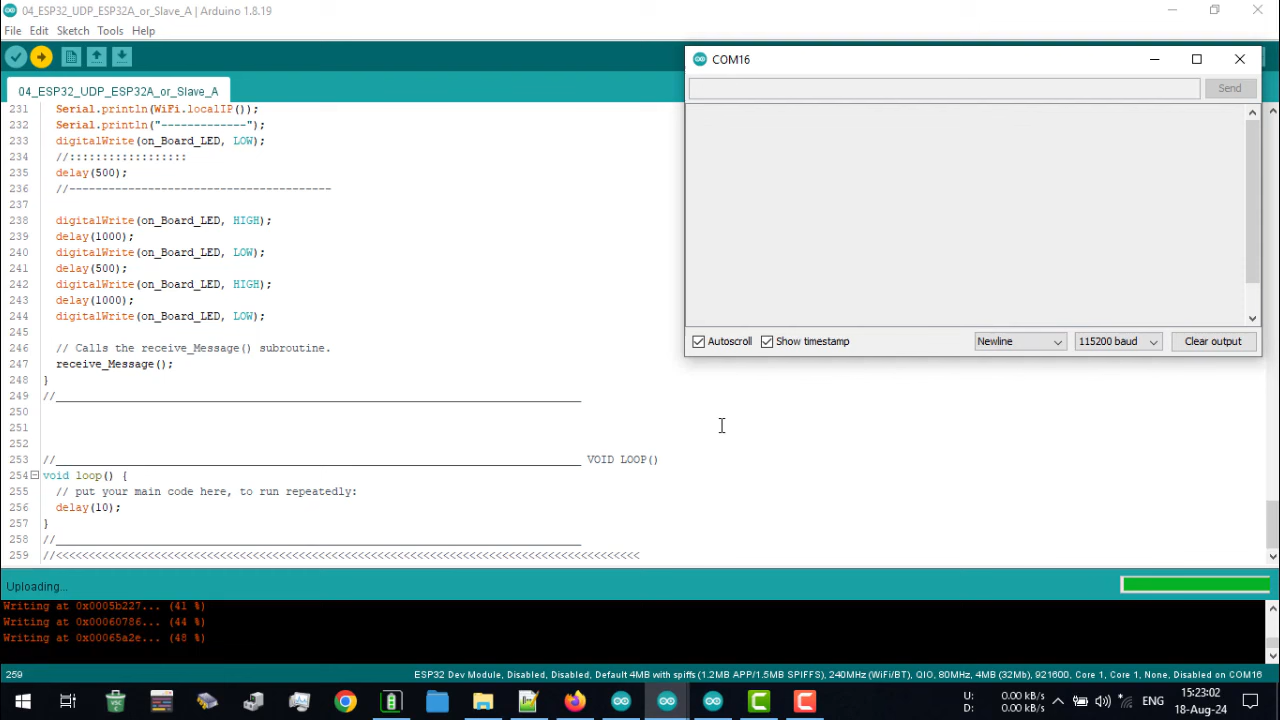 04_ESP32_UDP_ESP32A_or_Slave_A | Arduino 1.8.19
File Edit Sketch Tools Help
04_ESP32_UDP_ESP32A_or_Slave_A
231 Serial.println(WiFi.localIP());
232 Serial.println("-------------");
233 digitalWrite(on_Board_LED, LOW);
234 //::::::::::::::::::
235 delay(500);
236 //----------------------------------------
237
238 digitalWrite(on_Board_LED, HIGH);
239 delay(1000);
240 digitalWrite(on_Board_LED, LOW);
241 delay(500);
242 digitalWrite(on_Board_LED, HIGH);
243 delay(1000);
244 digitalWrite(on_Board_LED, LOW);
245
246 // Calls the receive_Message() subroutine.
247 receive_Message();
248 }
249 //________________________________________________________________________________
250
251
252
253 //________________________________________________________________________________ VOID LOOP()
254 void loop() {
255 // put your main code here, to run repeatedly:
256 delay(10);
257 }
258 //________________________________________________________________________________
259 //<<<<<<<<<<<<<<<<<<<<<<<<<<<<<<<<<<<<<<<<<<<<<<<<<<<<<<<<<<<<<<<<<<<<<<<<<<<<<<<<<<<<<<<<<
COM16
Send
Autoscroll Show timestamp Newline 115200 baud Clear output
Uploading...
Writing at 0x0005b227... (41 %)
Writing at 0x00060786... (44 %)
Writing at 0x00065a2e... (48 %)
259 ESP32 Dev Module, Disabled, Disabled, Default 4MB with spiffs (1.2MB APP/1.5MB SPIFFS), 240MHz (WiFi/BT), QIO, 80MHz, 4MB (32Mb), 921600, Core 1, Core 1, None, Disabled on COM16
U: 0.00 kB/s
D: 0.00 kB/s
ENG
15:23:02
18-Aug-24